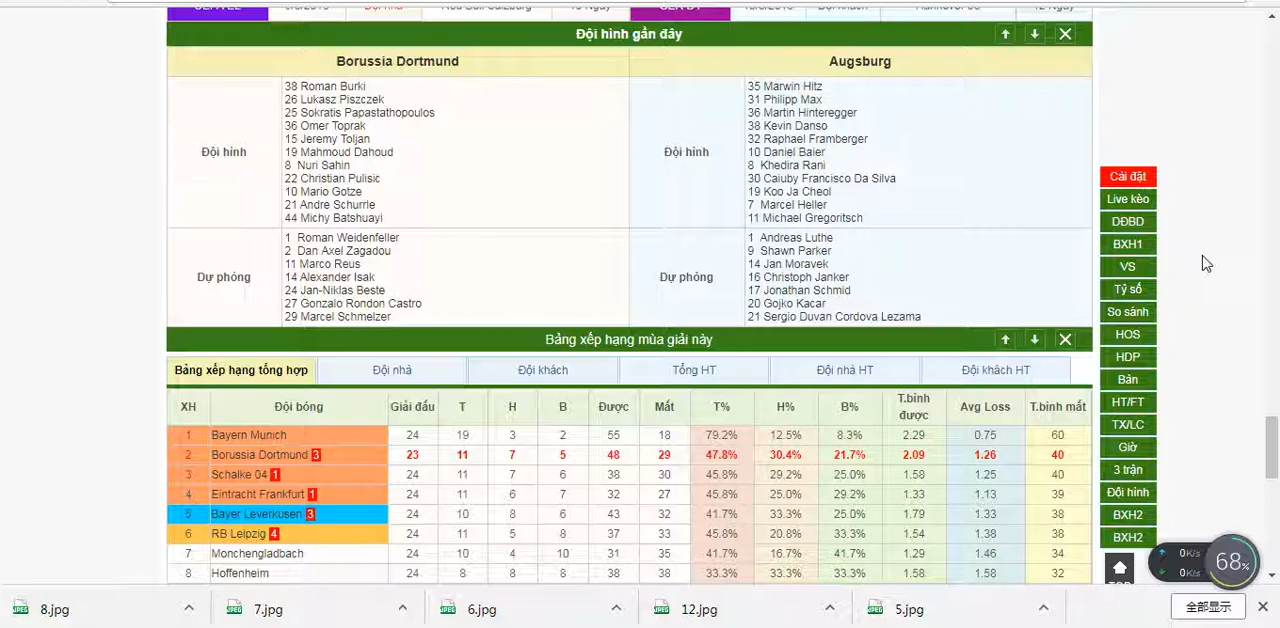 Đội hình gần đây
Borussia Dortmund Augsburg
Đội hình
38 Roman Burki
26 Lukasz Piszczek
25 Sokratis Papastathopoulos
36 Omer Toprak
15 Jeremy Toljan
19 Mahmoud Dahoud
8 Nuri Sahin
22 Christian Pulisic
10 Mario Gotze
21 Andre Schurrle
44 Michy Batshuayi
Đội hình
35 Marwin Hitz
31 Philipp Max
36 Martin Hinteregger
38 Kevin Danso
32 Raphael Framberger
10 Daniel Baier
8 Khedira Rani
30 Caiuby Francisco Da Silva
19 Koo Ja Cheol
7 Marcel Heller
11 Michael Gregoritsch
Dự phòng
1 Roman Weidenfeller
2 Dan Axel Zagadou
11 Marco Reus
14 Alexander Isak
24 Jan-Niklas Beste
27 Gonzalo Rondon Castro
29 Marcel Schmelzer
Dự phòng
1 Andreas Luthe
9 Shawn Parker
14 Jan Moravek
16 Christoph Janker
17 Jonathan Schmid
20 Gojko Kacar
21 Sergio Duvan Cordova Lezama
Bảng xếp hạng mùa giải này
Bảng xếp hạng tổng hợp Đội nhà Đội khách Tổng HT Đội nhà HT Đội khách HT
XH Đội bóng Giải đấu T H B Được Mất T% H% B% T.bình được Avg Loss T.bình mất
1 Bayern Munich 24 19 3 2 55 18 79.2% 12.5% 8.3% 2.29 0.75 60
2 Borussia Dortmund 3 23 11 7 5 48 29 47.8% 30.4% 21.7% 2.09 1.26 40
3 Schalke 04 1 24 11 7 6 38 30 45.8% 29.2% 25.0% 1.58 1.25 40
4 Eintracht Frankfurt 1 24 11 6 7 32 27 45.8% 25.0% 29.2% 1.33 1.13 39
5 Bayer Leverkusen 3 24 10 8 6 43 32 41.7% 33.3% 25.0% 1.79 1.33 38
6 RB Leipzig 4 24 11 5 8 37 33 45.8% 20.8% 33.3% 1.54 1.38 38
7 Monchengladbach 24 10 4 10 31 35 41.7% 16.7% 41.7% 1.29 1.46 34
8 Hoffenheim 24 8 8 8 38 38 33.3% 33.3% 33.3% 1.58 1.58 32
Cài đặt
Live kèo
DĐBD
BXH1
VS
Tỷ số
So sánh
HOS
HDP
Bàn
HT/FT
TX/LC
Giờ
3 trận
Đội hình
BXH2
BXH2
0K/s
0K/s
68%
8.jpg 7.jpg 6.jpg 12.jpg 5.jpg 全部显示